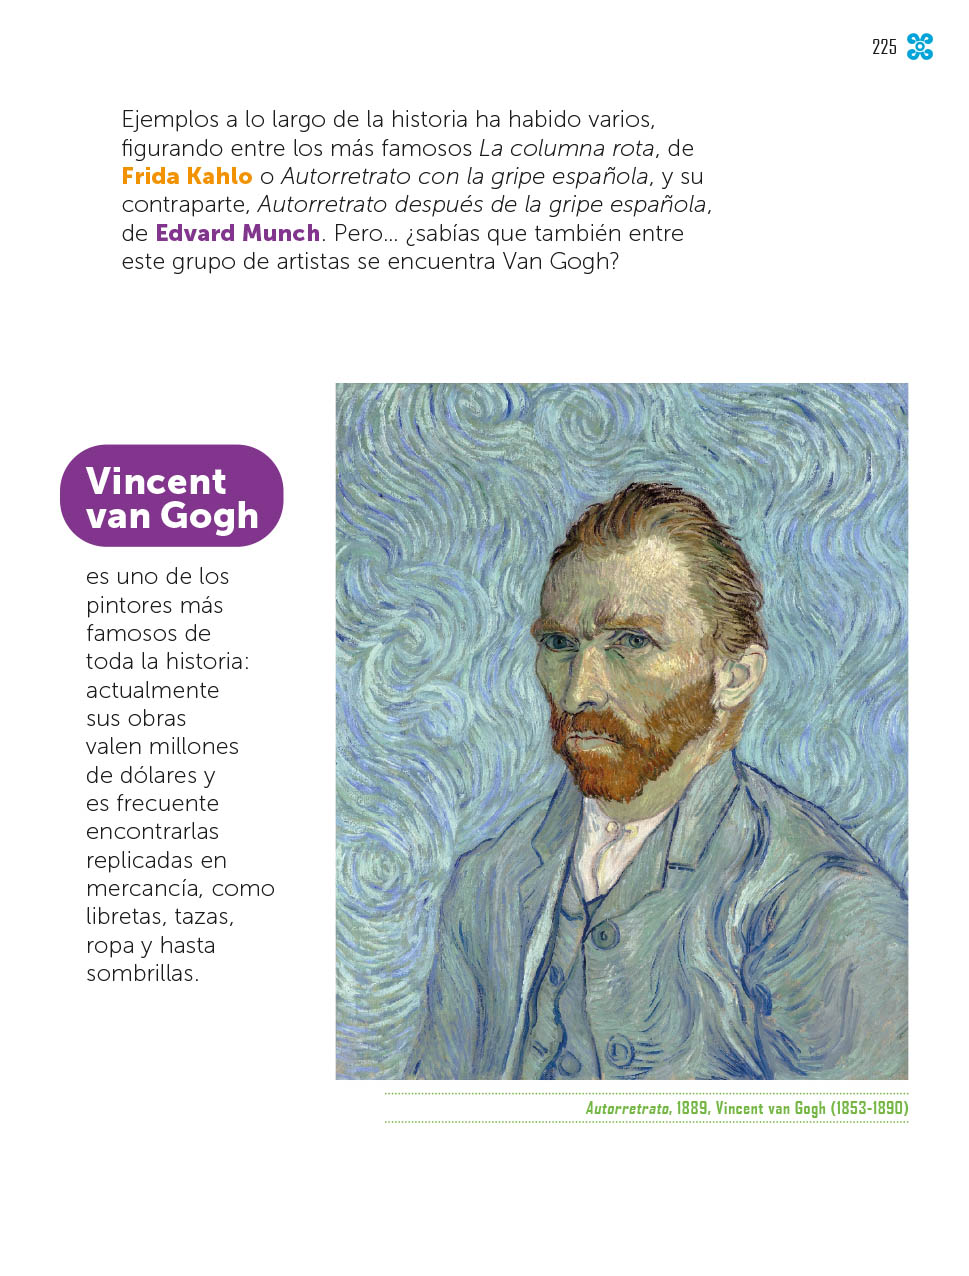 225
Ejemplos a lo largo de la historia ha habido varios,
figurando entre los más famosos La columna rota, de
Frida Kahlo o Autorretrato con la gripe española, y su
contraparte, Autorretrato después de la gripe española,
de Edvard Munch. Pero... ¿sabías que también entre
este grupo de artistas se encuentra Van Gogh?
Vincent
van Gogh
es uno de los
pintores más
famosos de
toda la historia:
actualmente
sus obras
valen millones
de dólares y
es frecuente
encontrarlas
replicadas en
mercancía, como
libretas, tazas,
ropa y hasta
sombrillas.
Autorretrato, 1889, Vincent van Gogh (1853-1890)